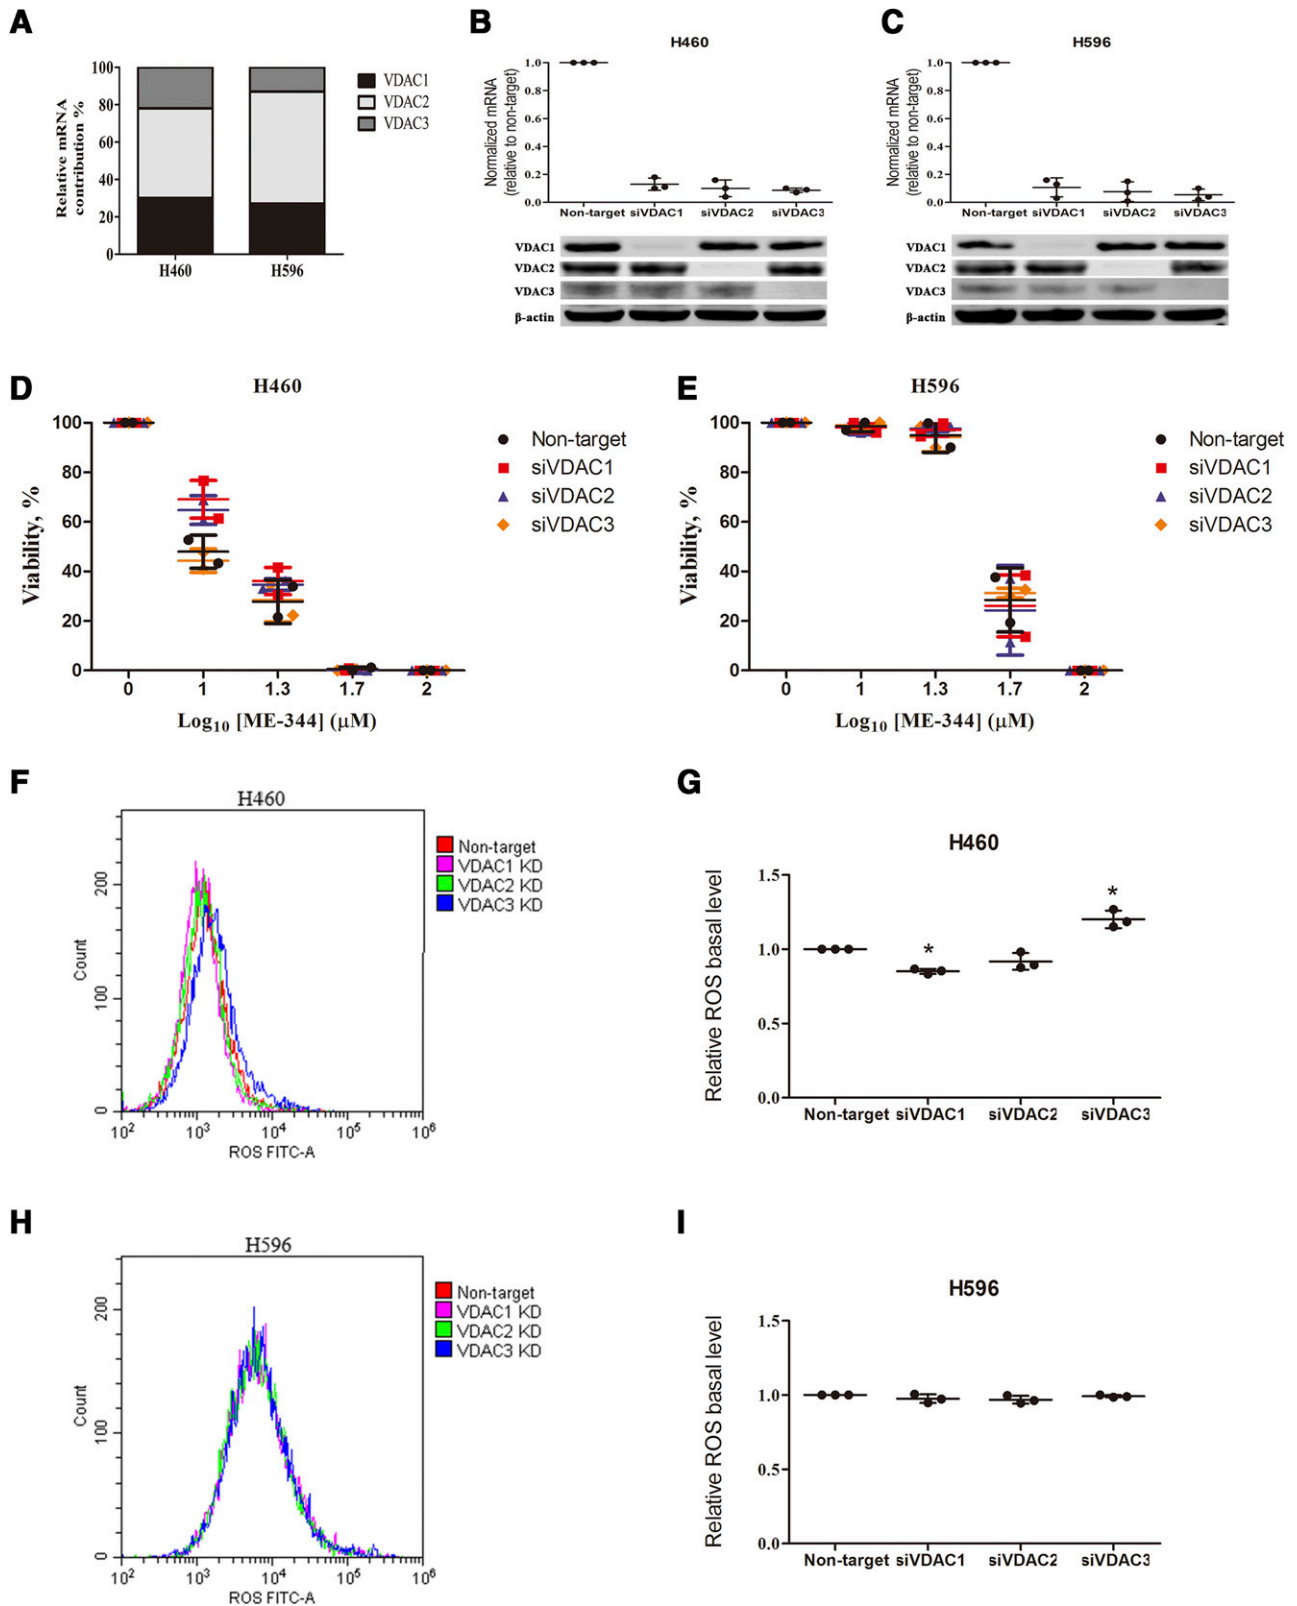 A
Relative mRNA
contribution %
100
80
60
40
20
0
H460
H596
VDAC1
VDAC2
VDAC3
B
H460
Normalized mRNA
(relative to non-target)
1.0
0.8
0.6
0.4
0.2
0.0
Non-target siVDAC1 siVDAC2 siVDAC3
VDAC1
VDAC2
VDAC3
β-actin
C
H596
Normalized mRNA
(relative to non-target)
1.0
0.8
0.6
0.4
0.2
0.0
Non-target siVDAC1 siVDAC2 siVDAC3
VDAC1
VDAC2
VDAC3
β-actin
D
H460
Viability, %
100
80
60
40
20
0
0 1 1.3 1.7 2
Log10 [ME-344] (µM)
Non-target
siVDAC1
siVDAC2
siVDAC3
E
H596
Viability, %
100
80
60
40
20
0
0 1 1.3 1.7 2
Log10 [ME-344] (µM)
Non-target
siVDAC1
siVDAC2
siVDAC3
F
H460
Count
200
100
0
10^2 10^3 10^4 10^5 10^6
ROS FITC-A
Non-target
VDAC1 KD
VDAC2 KD
VDAC3 KD
G
H460
Relative ROS basal level
1.5
1.0
0.5
0.0
* *
Non-target siVDAC1 siVDAC2 siVDAC3
H
H596
Count
200
100
0
10^2 10^3 10^4 10^5 10^6
ROS FITC-A
Non-target
VDAC1 KD
VDAC2 KD
VDAC3 KD
I
H596
Relative ROS basal level
1.5
1.0
0.5
0.0
Non-target siVDAC1 siVDAC2 siVDAC3